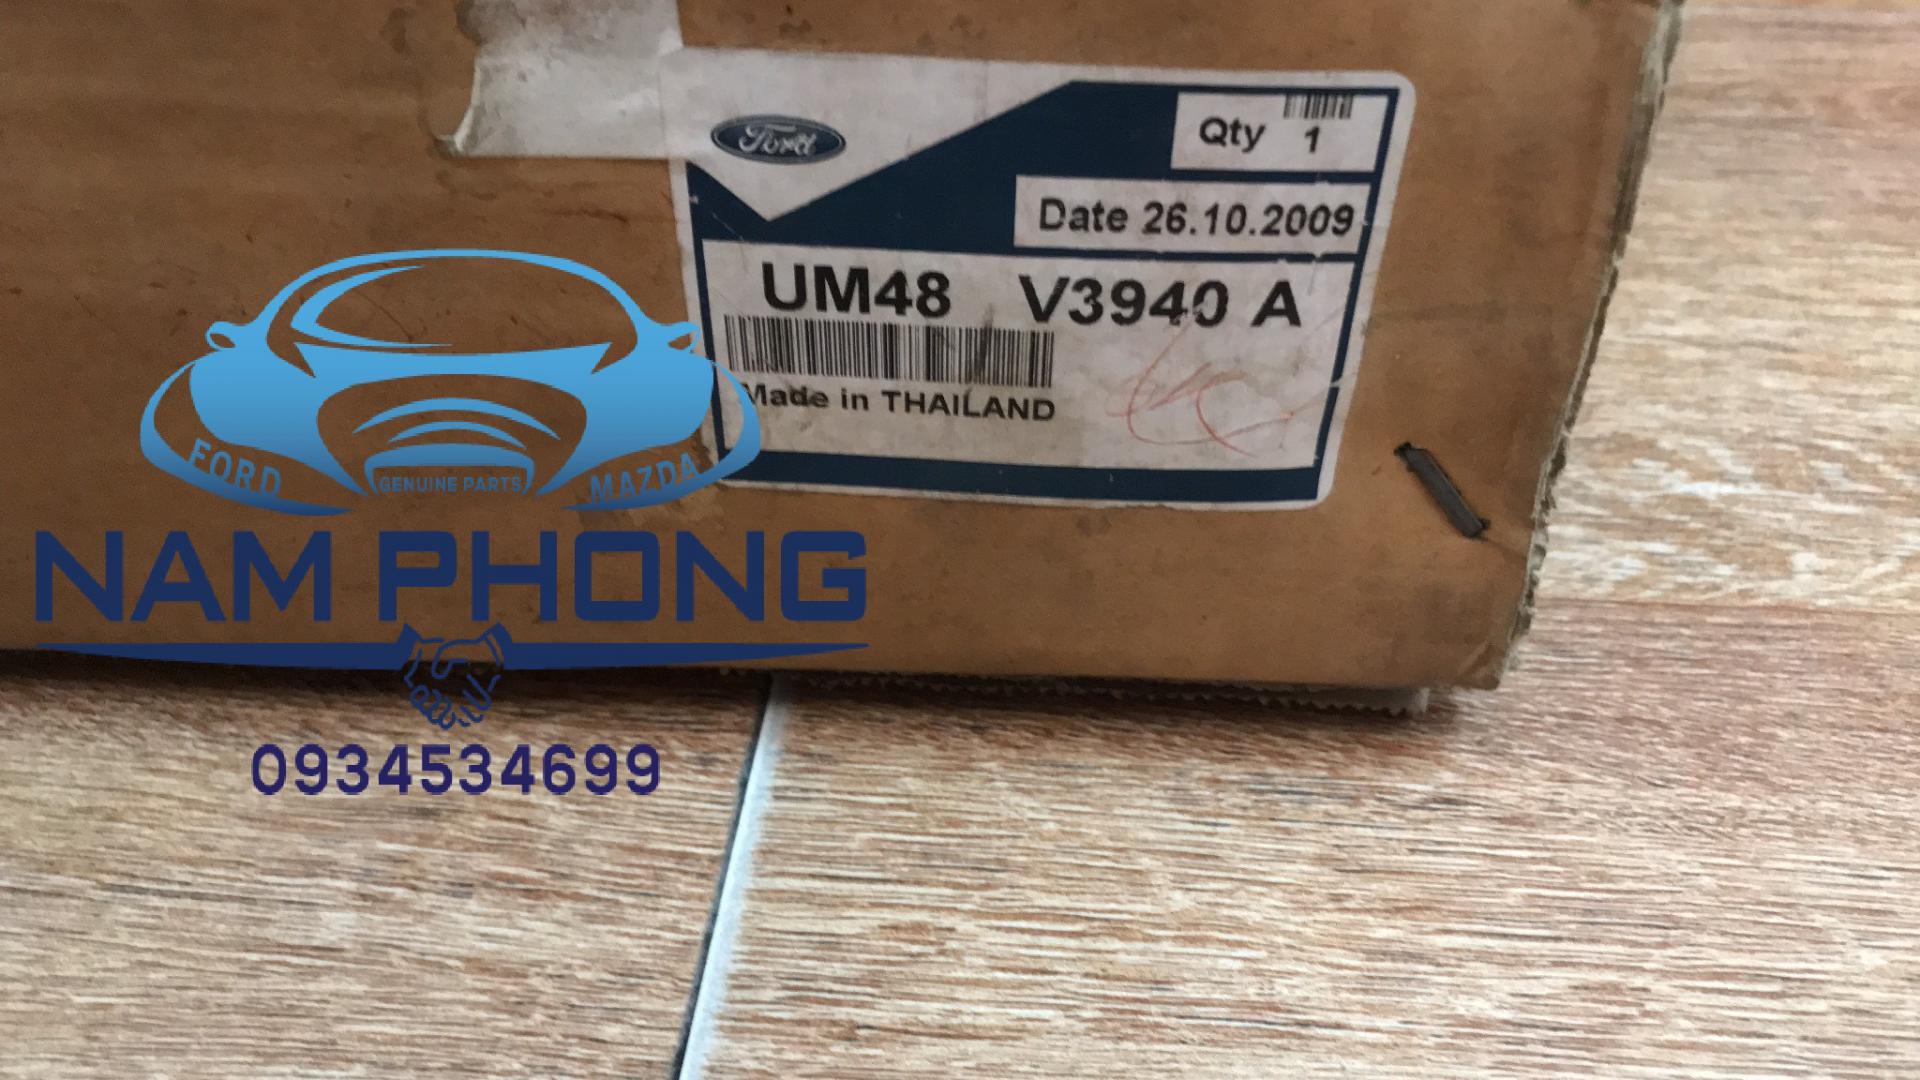 Ford
Qty 1
Date 26.10.2009
UM48 V3940 A
Made in THAILAND
FORD
GENUINE PARTS
MAZDA
NAM PHONG
0934534699